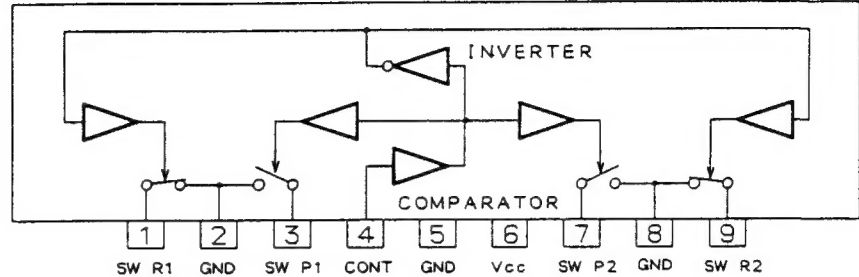 INVERTER
COMPARATOR
1 2 3 4 5 6 7 8 9
SW R1 GND SW P1 CONT GND Vcc SW P2 GND SW R2